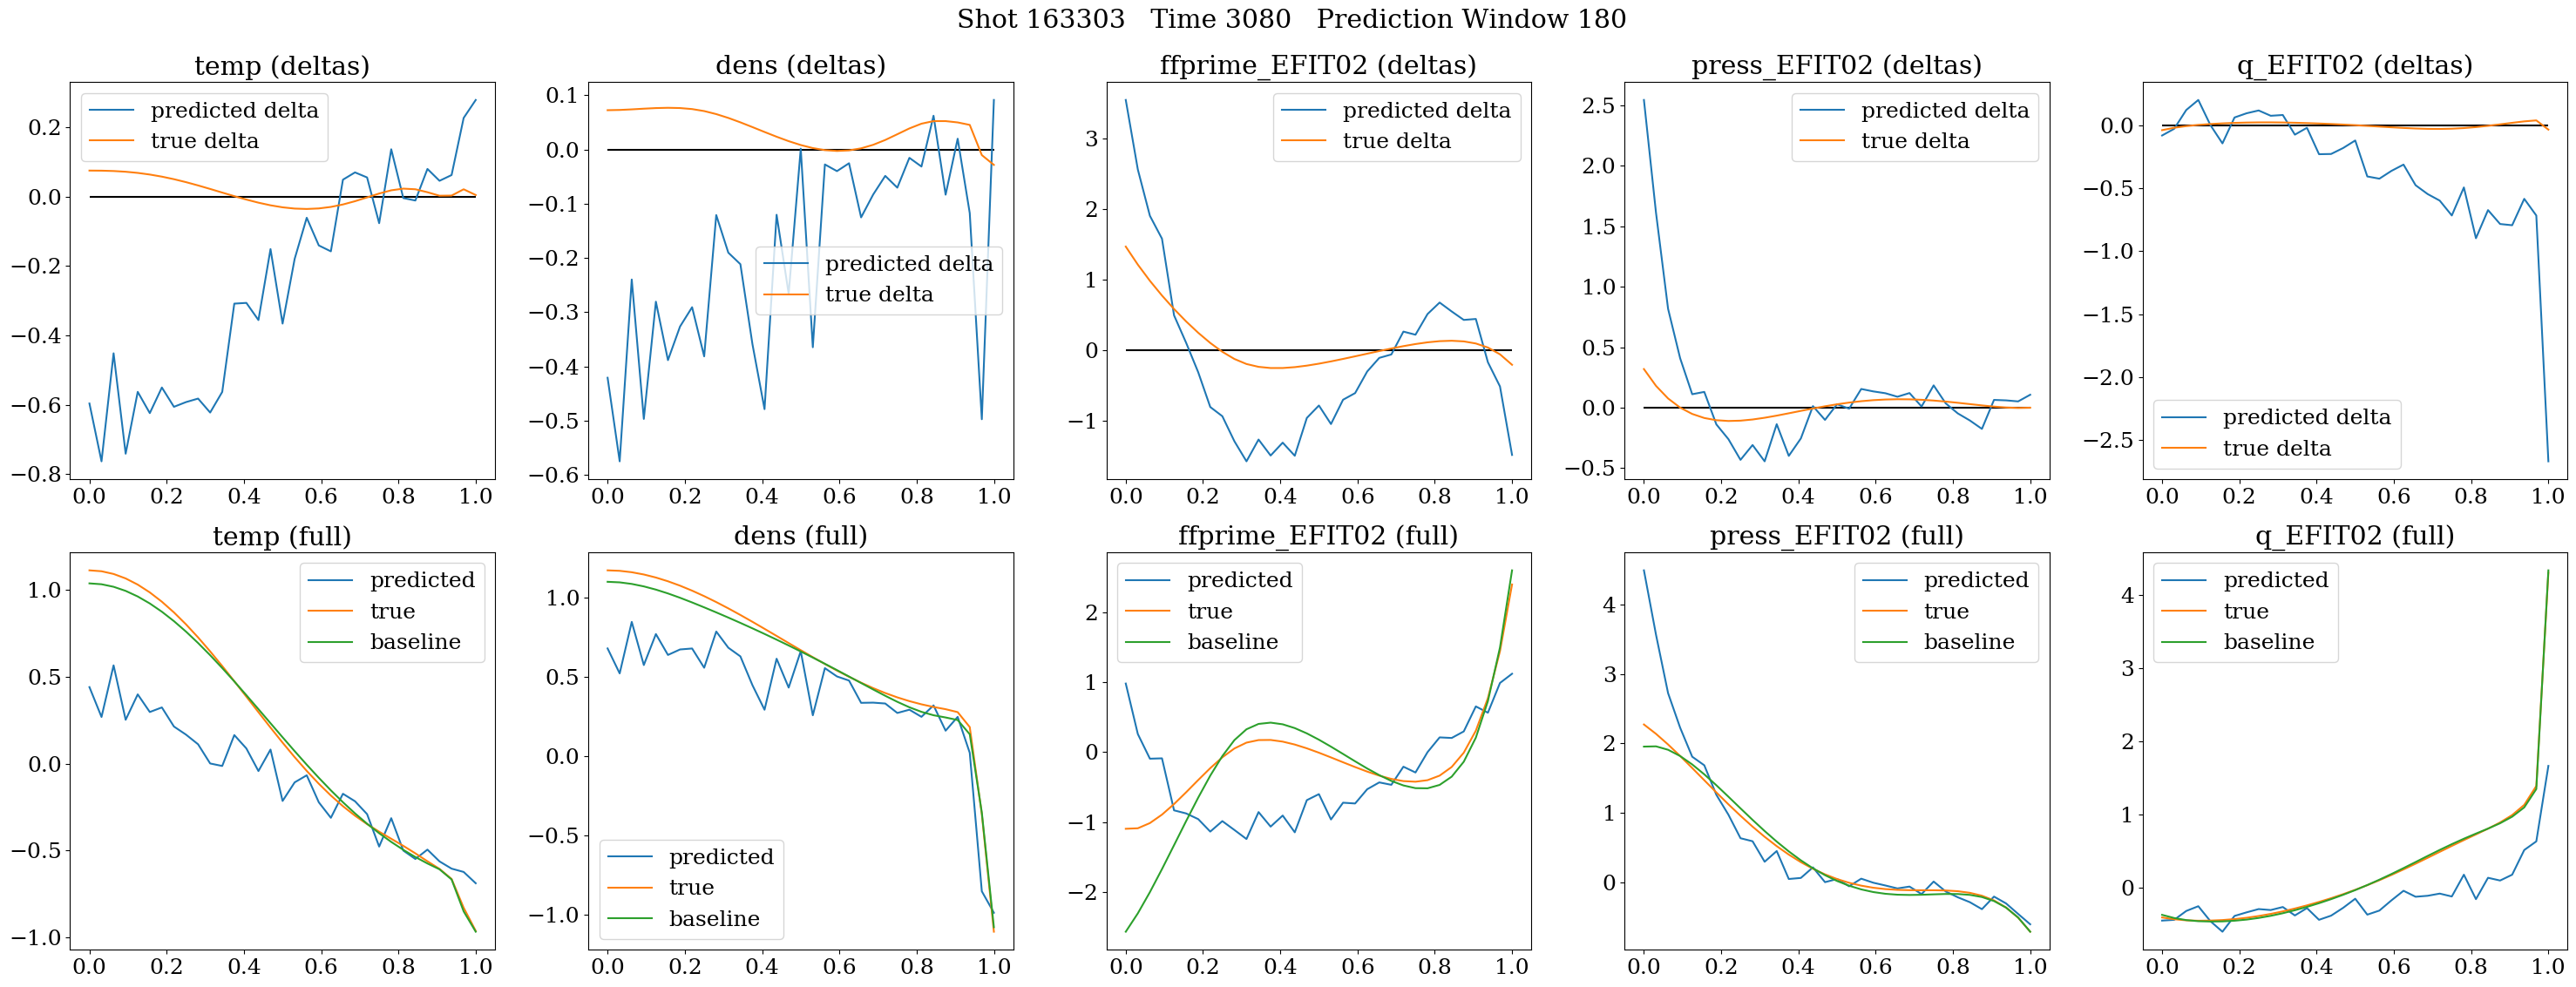 Shot 163303   Time 3080   Prediction Window 180
temp (deltas)
predicted delta
true delta
0.2
0.0
−0.2
−0.4
−0.6
−0.8
0.0 0.2 0.4 0.6 0.8 1.0
dens (deltas)
predicted delta
true delta
0.1
0.0
−0.1
−0.2
−0.3
−0.4
−0.5
−0.6
0.0 0.2 0.4 0.6 0.8 1.0
ffprime_EFIT02 (deltas)
predicted delta
true delta
3
2
1
0
−1
0.0 0.2 0.4 0.6 0.8 1.0
press_EFIT02 (deltas)
predicted delta
true delta
2.5
2.0
1.5
1.0
0.5
0.0
−0.5
0.0 0.2 0.4 0.6 0.8 1.0
q_EFIT02 (deltas)
predicted delta
true delta
0.0
−0.5
−1.0
−1.5
−2.0
−2.5
0.0 0.2 0.4 0.6 0.8 1.0
temp (full)
predicted
true
baseline
1.0
0.5
0.0
−0.5
−1.0
0.0 0.2 0.4 0.6 0.8 1.0
dens (full)
predicted
true
baseline
1.0
0.5
0.0
−0.5
−1.0
0.0 0.2 0.4 0.6 0.8 1.0
ffprime_EFIT02 (full)
predicted
true
baseline
2
1
0
−1
−2
0.0 0.2 0.4 0.6 0.8 1.0
press_EFIT02 (full)
predicted
true
baseline
4
3
2
1
0
0.0 0.2 0.4 0.6 0.8 1.0
q_EFIT02 (full)
predicted
true
baseline
4
3
2
1
0
0.0 0.2 0.4 0.6 0.8 1.0